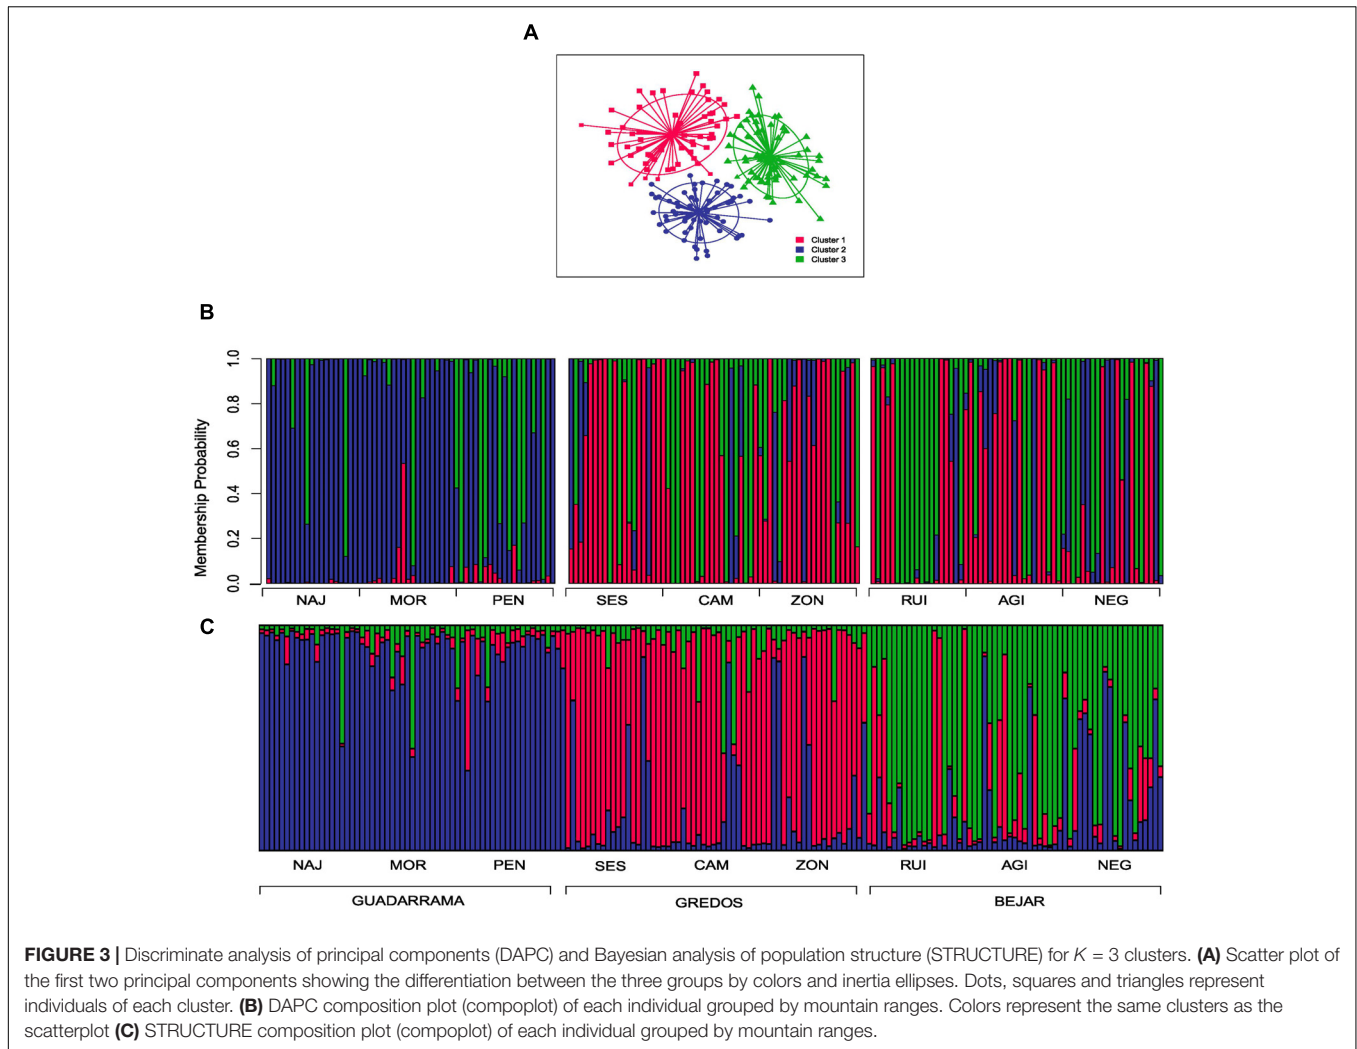 A
Cluster 1
Cluster 2
Cluster 3
B
Membership Probability
1.0
0.8
0.6
0.4
0.2
0.0
NAJ MOR PEN SES CAM ZON RUI AGI NEG
C
NAJ MOR PEN SES CAM ZON RUI AGI NEG
GUADARRAMA GREDOS BEJAR
FIGURE 3 | Discriminate analysis of principal components (DAPC) and Bayesian analysis of population structure (STRUCTURE) for K = 3 clusters. (A) Scatter plot of
the first two principal components showing the differentiation between the three groups by colors and inertia ellipses. Dots, squares and triangles represent
individuals of each cluster. (B) DAPC composition plot (compoplot) of each individual grouped by mountain ranges. Colors represent the same clusters as the
scatterplot (C) STRUCTURE composition plot (compoplot) of each individual grouped by mountain ranges.